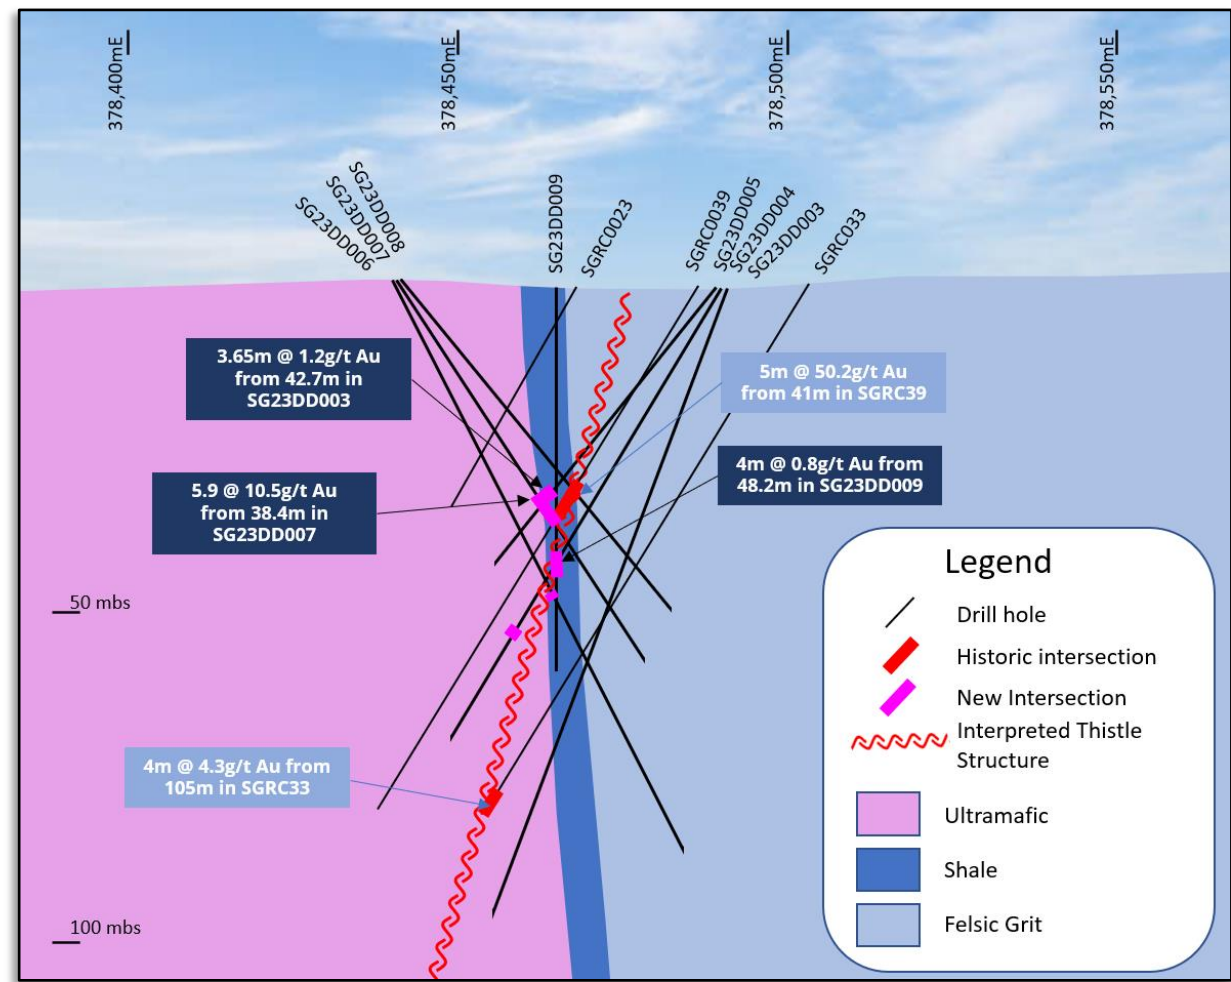 378,400mE
378,450mE
378,500mE
378,550mE
SG23DD006
SG23DD007
SG23DD008
SG23DD009
SGRC0023
SGRC0039
SG23DD005
SG23DD004
SG23DD003
SGRC033
3.65m @ 1.2g/t Au
from 42.7m in
SG23DD003
5m @ 50.2g/t Au
from 41m in SGRC39
5.9 @ 10.5g/t Au
from 38.4m in
SG23DD007
4m @ 0.8g/t Au from
48.2m in SG23DD009
50 mbs
4m @ 4.3g/t Au from
105m in SGRC33
100 mbs
Legend
Drill hole
Historic intersection
New Intersection
Interpreted Thistle
Structure
Ultramafic
Shale
Felsic Grit